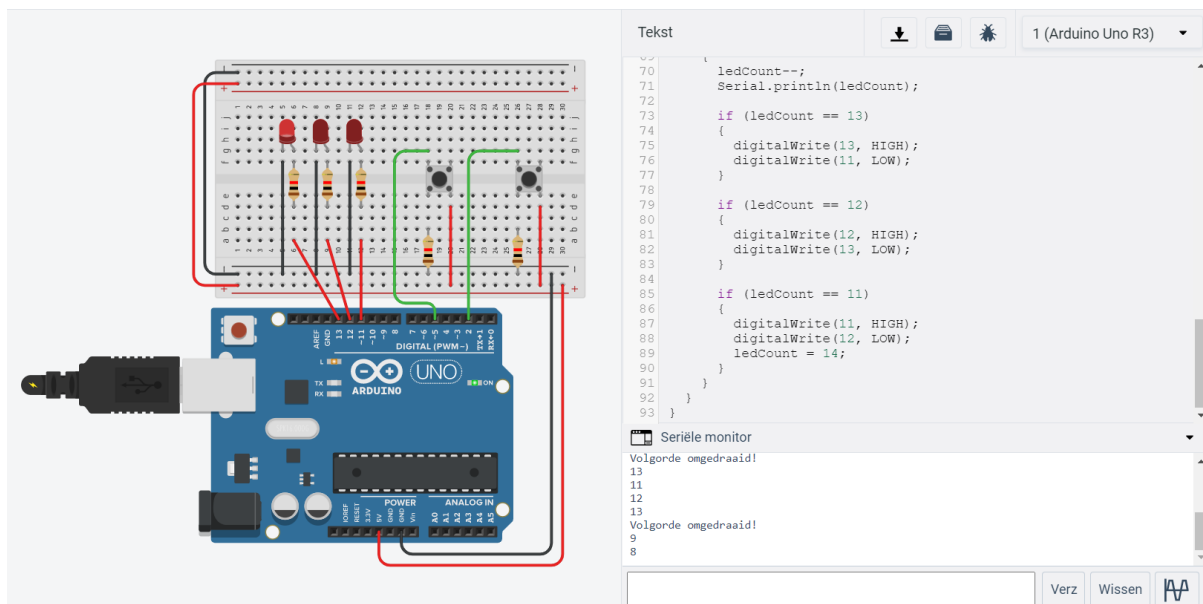 Tekst
1 (Arduino Uno R3)
70 ledCount--;
71 Serial.println(ledCount);
72
73 if (ledCount == 13)
74 {
75 digitalWrite(13, HIGH);
76 digitalWrite(11, LOW);
77 }
78
79 if (ledCount == 12)
80 {
81 digitalWrite(12, HIGH);
82 digitalWrite(13, LOW);
83 }
84
85 if (ledCount == 11)
86 {
87 digitalWrite(11, HIGH);
88 digitalWrite(12, LOW);
89 ledCount = 14;
90 }
91 }
92 }
93 }
Seriële monitor
Volgorde omgedraaid!
13
11
12
13
Volgorde omgedraaid!
9
8
Verz
Wissen
AREF
GND
13
12
~11
~10
~9
8
7
~6
~5
4
~3
2
TX→1
RX←0
DIGITAL (PWM~)
L
TX
RX
ARDUINO
UNO
ON
POWER
ANALOG IN
IOREF
RESET
3.3V
5V
GND
GND
Vin
A0
A1
A2
A3
A4
A5